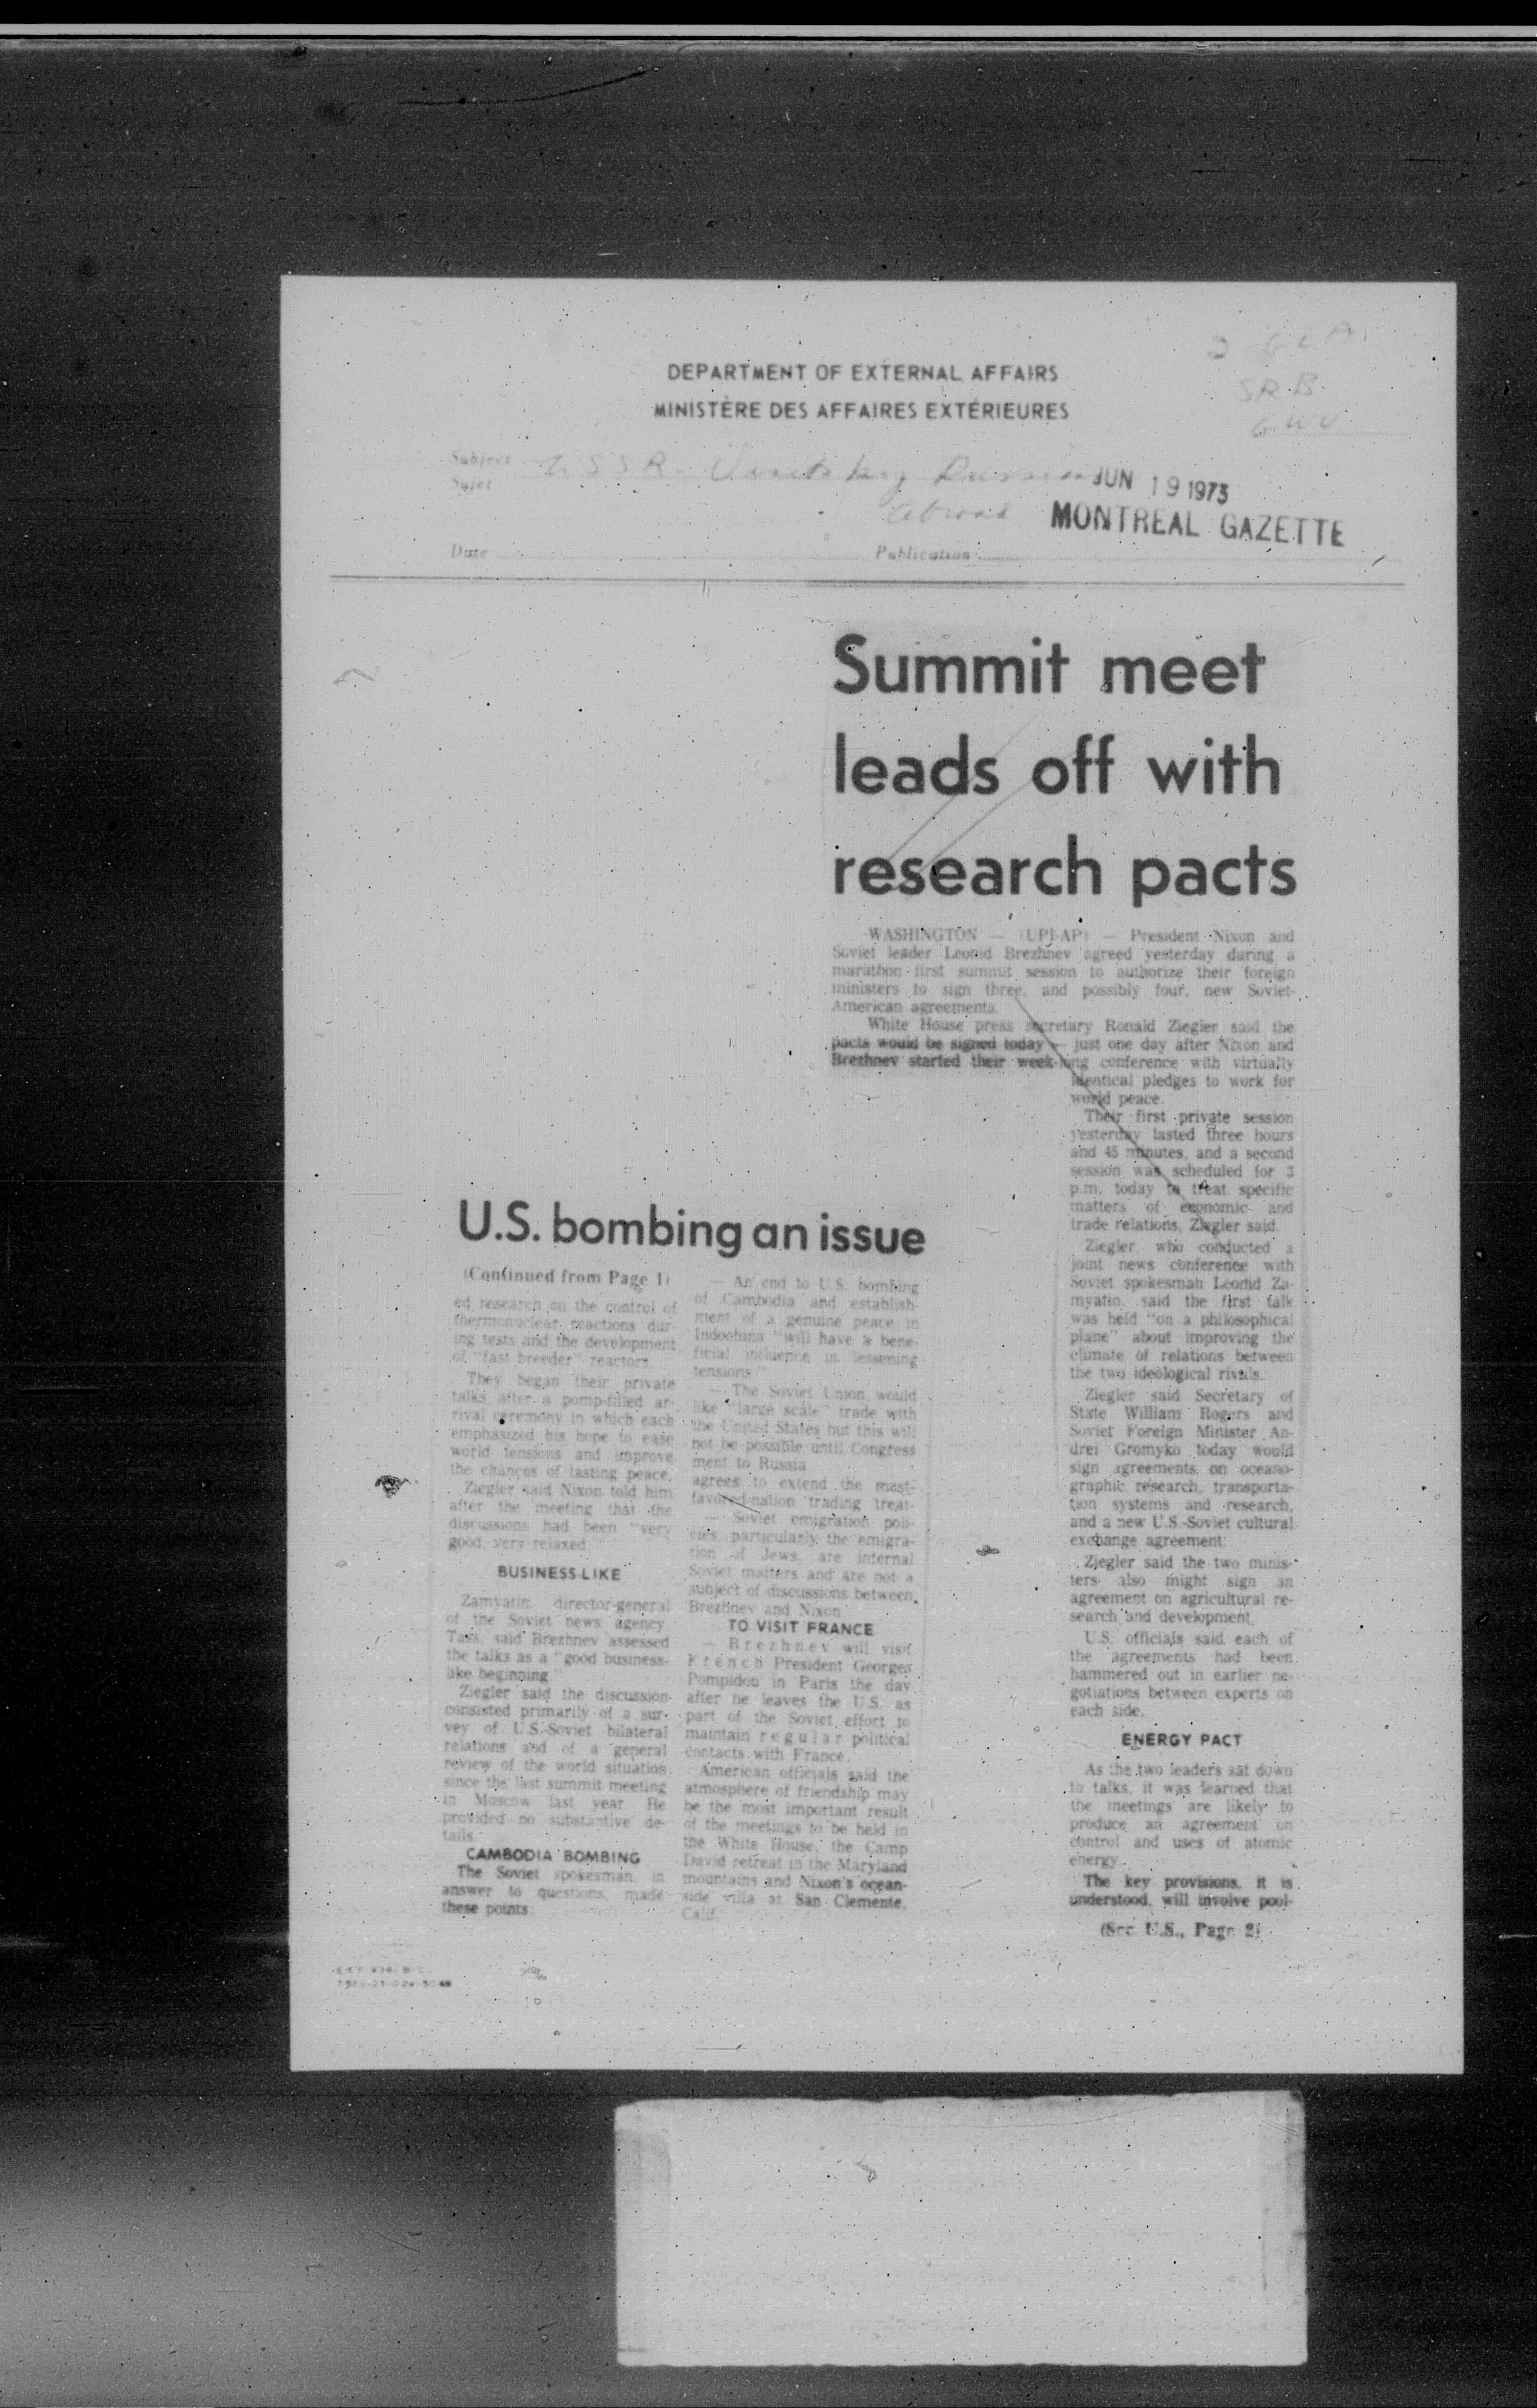 DEPARTMENT OF EXTERNAL AFFAIRS
MINISTÈRE DES AFFAIRES EXTÉRIEURES
SR.B.
Subject USSR - Visits by Russians
Sujet
Abroad
JUN 19 1973
MONTREAL GAZETTE
Date
Publication
Summit meet
leads off with
research pacts
WASHINGTON — (UPI-AP) — President Nixon and
Soviet leader Leonid Brezhnev agreed yesterday during a
marathon first summit session to authorize their foreign
ministers to sign three, and possibly four, new Soviet-
American agreements.
White House press secretary Ronald Ziegler said the
pacts would be signed today — just one day after Nixon and
Brezhnev started their week-long conference with virtually
identical pledges to work for
world peace.
Their first private session
yesterday lasted three hours
and 45 minutes, and a second
session was scheduled for 3
p.m. today to treat specific
matters of economic and
trade relations, Ziegler said.
Ziegler, who conducted a
joint news conference with
Soviet spokesman Leonid Za-
myatin, said the first talk
was held "on a philosophical
plane" about improving the
climate of relations between
the two ideological rivals.
Ziegler said Secretary of
State William Rogers and
Soviet Foreign Minister An-
drei Gromyko today would
sign agreements on oceano-
graphic research, transporta-
tion systems and research,
and a new U.S.-Soviet cultural
exchange agreement.
Ziegler said the two minis-
ters also might sign an
agreement on agricultural re-
search and development.
U.S. officials said each of
the agreements had been
hammered out in earlier ne-
gotiations between experts on
each side.
ENERGY PACT
As the two leaders sat down
to talks, it was learned that
the meetings are likely to
produce an agreement on
control and uses of atomic
energy.
The key provisions, it is
understood, will involve pool-
(See U.S., Page 2)
U.S. bombing an issue
(Continued from Page 1)
ed research on the control of
thermonuclear reactions dur-
ing tests and the development
of "fast breeder" reactors.
They began their private
talks after a pomp-filled ar-
rival ceremony in which each
emphasized his hope to ease
world tensions and improve
the chances of lasting peace.
Ziegler said Nixon told him
after the meeting that the
discussions had been "very
good, very relaxed."
BUSINESS-LIKE
Zamyatin, director-general
of the Soviet news agency
Tass, said Brezhnev assessed
the talks as a "good business-
like beginning."
Ziegler said the discussion
consisted primarily of a sur-
vey of U.S.-Soviet bilateral
relations and of a general
review of the world situation
since the last summit meeting
in Moscow last year. He
provided no substantive de-
tails.
CAMBODIA BOMBING
The Soviet spokesman, in
answer to questions, made
these points:
— An end to U.S. bombing
of Cambodia and establish-
ment of a genuine peace in
Indochina "will have a bene-
ficial influence in lessening
tensions."
— The Soviet Union would
like "large scale" trade with
the United States but this will
not be possible until Congress
ment to Russia.
agrees to extend the most-
favored-nation trading treat-
— Soviet emigration poli-
cies, particularly the emigra-
tion of Jews, are internal
Soviet matters and are not a
subject of discussions between
Brezhnev and Nixon.
TO VISIT FRANCE
— Brezhnev will visit
French President Georges
Pompidou in Paris the day
after he leaves the U.S. as
part of the Soviet effort to
maintain regular political
contacts with France.
American officials said the
atmosphere of friendship may
be the most important result
of the meetings to be held in
the White House, the Camp
David retreat in the Maryland
mountains and Nixon's ocean-
side villa at San Clemente,
Calif.